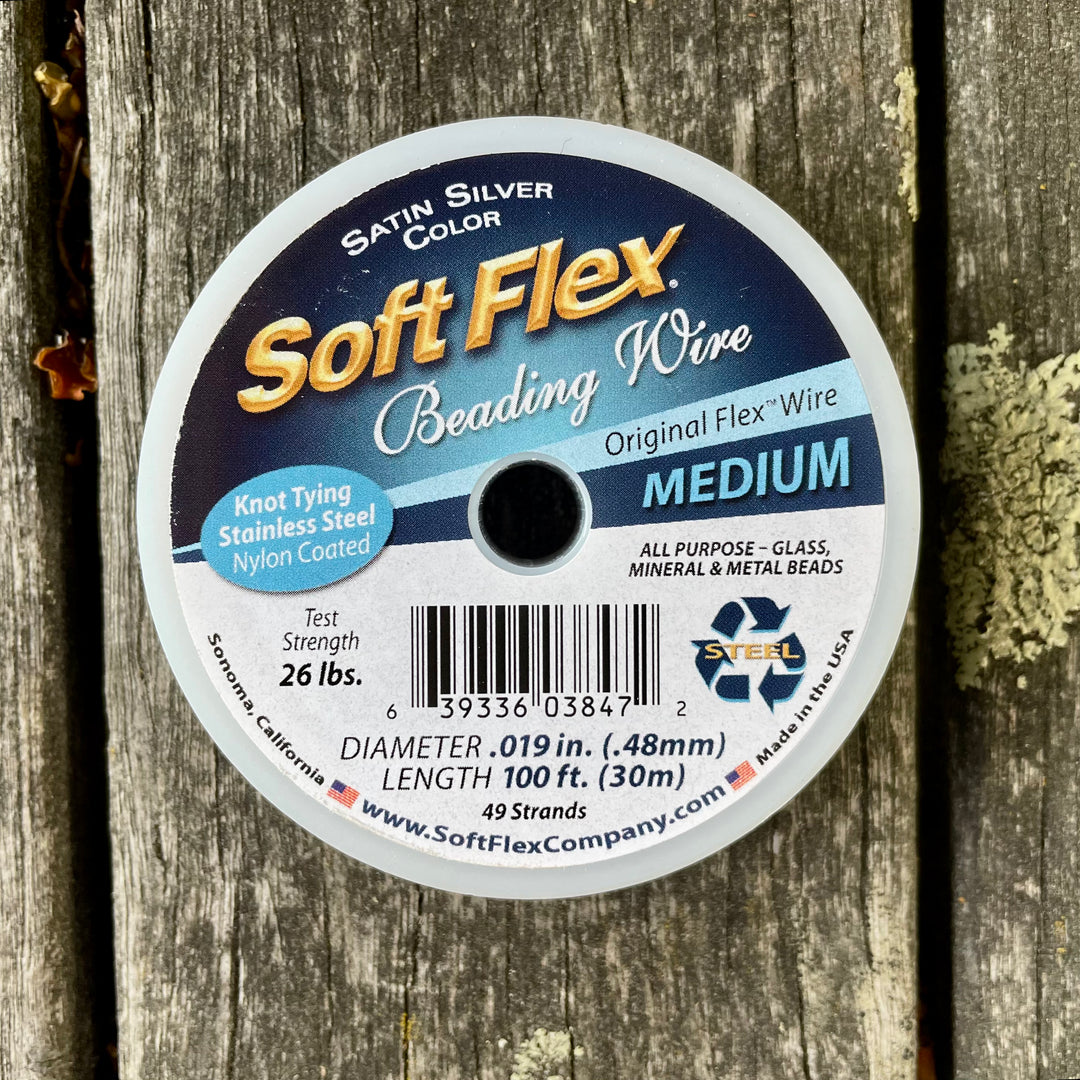 SATIN SILVER
COLOR
Soft Flex®
Beading Wire
Original Flex™ Wire
MEDIUM
Knot Tying
Stainless Steel
Nylon Coated
ALL PURPOSE – GLASS,
MINERAL & METAL BEADS
Test
Strength
26 lbs.
STEEL
6 39336 03847 2
DIAMETER .019 in. (.48mm)
LENGTH 100 ft. (30m)
49 Strands
Sonoma, California
www.SoftFlexCompany.com
Made in the USA